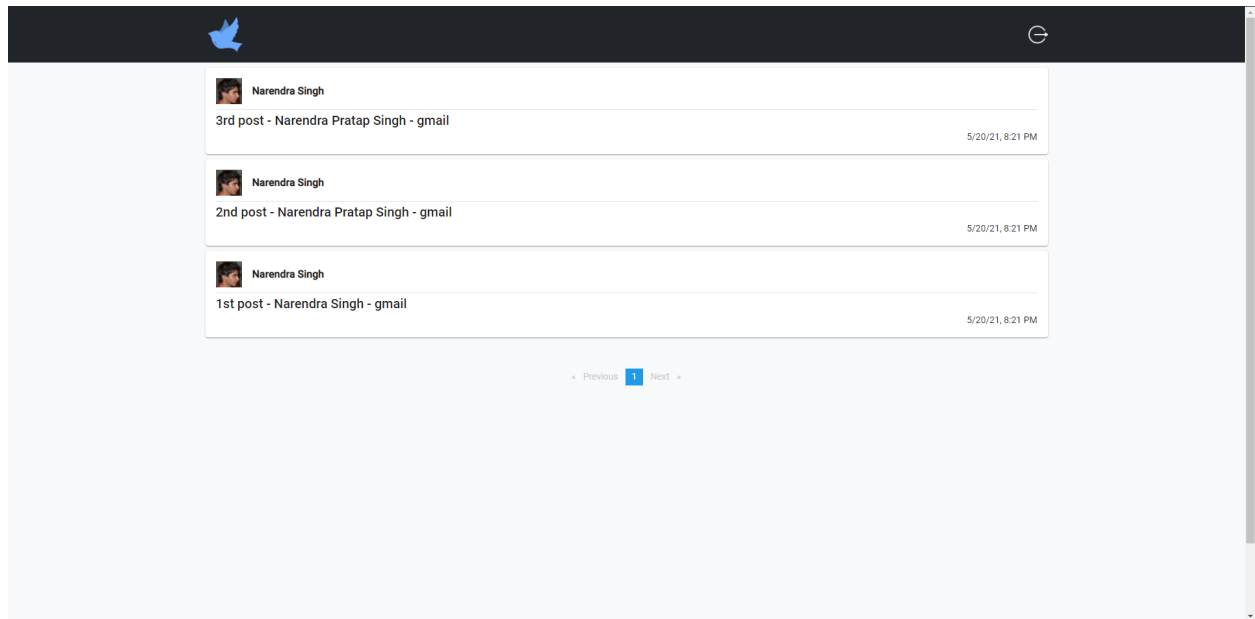 Narendra Singh
3rd post - Narendra Pratap Singh - gmail
5/20/21, 8:21 PM
Narendra Singh
2nd post - Narendra Pratap Singh - gmail
5/20/21, 8:21 PM
Narendra Singh
1st post - Narendra Singh - gmail
5/20/21, 8:21 PM
« Previous 1 Next »